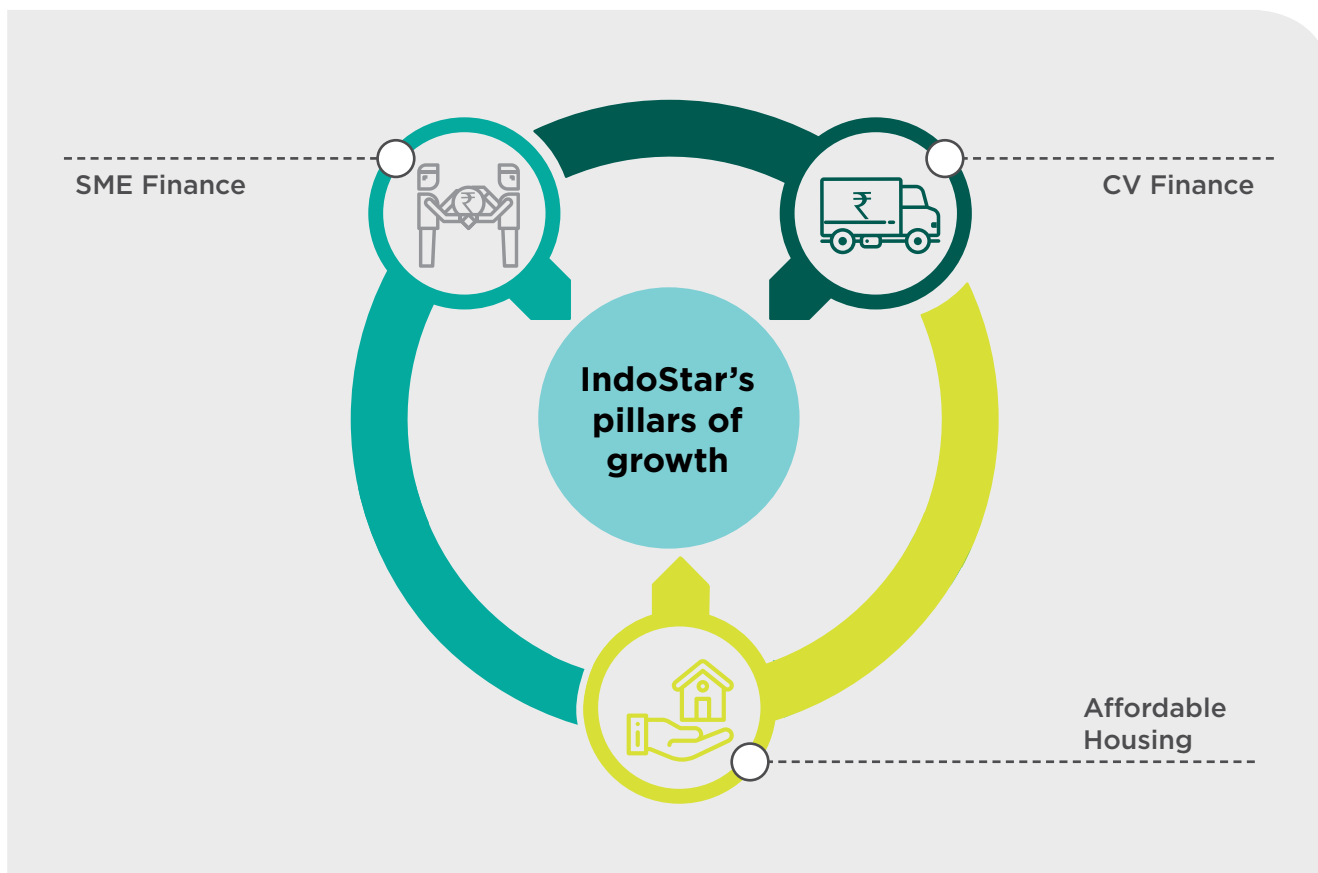 SME Finance
CV Finance
IndoStar’s
pillars of
growth
Affordable
Housing
₹
₹